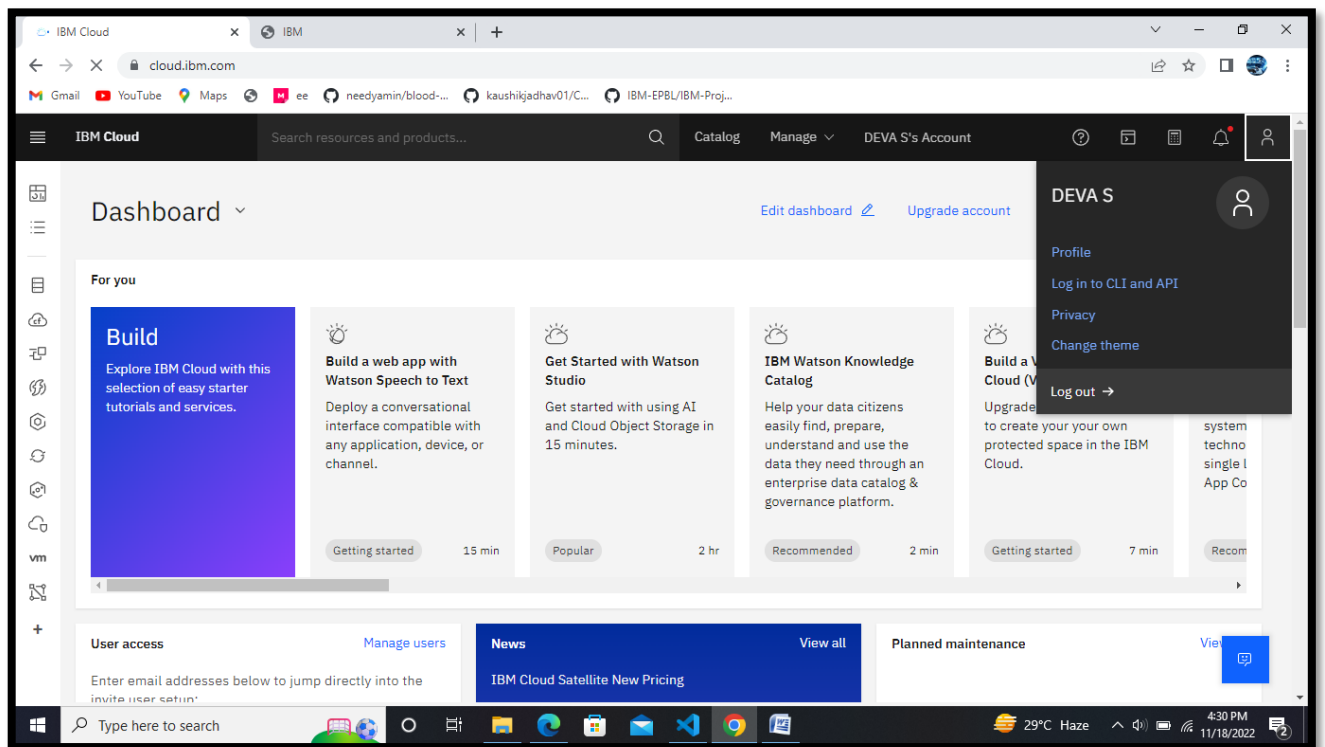 IBM Cloud
IBM
cloud.ibm.com
Gmail
YouTube
Maps
ee
needyamin/blood-...
kaushikjadhav01/C...
IBM-EPBL/IBM-Proj...
IBM Cloud
Search resources and products...
Catalog
Manage
DEVA S's Account
Dashboard
Edit dashboard
Upgrade account
DEVA S
Profile
Log in to CLI and API
Privacy
Change theme
Log out →
For you
Build
Explore IBM Cloud with this
selection of easy starter
tutorials and services.
Build a web app with
Watson Speech to Text
Deploy a conversational
interface compatible with
any application, device, or
channel.
Getting started
15 min
Get Started with Watson
Studio
Get started with using AI
and Cloud Object Storage in
15 minutes.
Popular
2 hr
IBM Watson Knowledge
Catalog
Help your data citizens
easily find, prepare,
understand and use the
data they need through an
enterprise data catalog &
governance platform.
Recommended
2 min
Build a V
Cloud (V
Upgrade
to create your your own
protected space in the IBM
Cloud.
Getting started
7 min
system
techno
single l
App Co
Recom
cf
vm
User access
Manage users
Enter email addresses below to jump directly into the
invite user setup:
News
View all
IBM Cloud Satellite New Pricing
Planned maintenance
Vie
Type here to search
29°C Haze
4:30 PM
11/18/2022
2